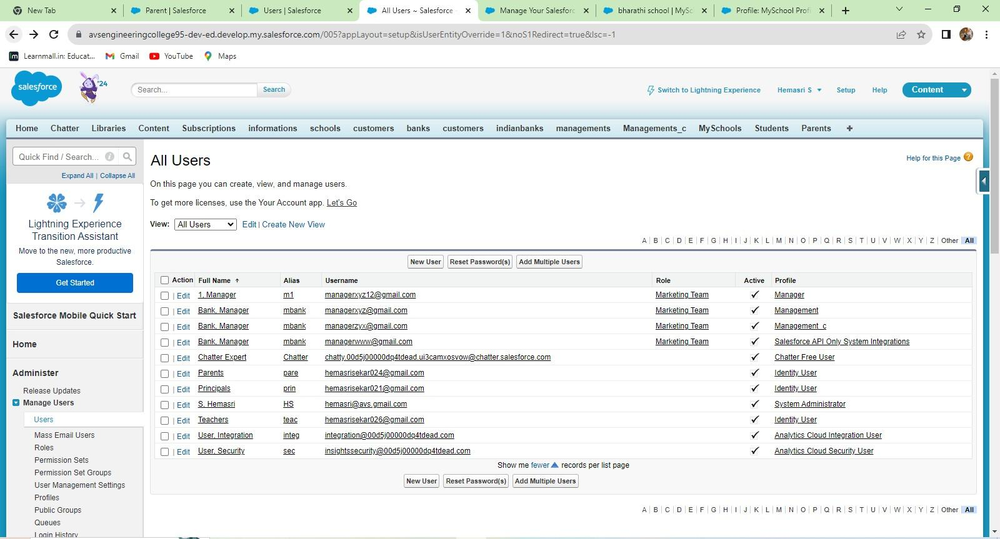 New Tab
Parent | Salesforce
Users | Salesforce
All Users ~ Salesforce -
Manage Your Salesforc
bharathi school | MySc
Profile: MySchool Profi
avsengineeringcollege95-dev-ed.develop.my.salesforce.com/005?appLayout=setup&isUserEntityOverride=1&noS1Redirect=true&lsc=-1
Learnmall.in: Educat...
Gmail
YouTube
Maps
salesforce
'24
Search...
Search
Switch to Lightning Experience
Hemasri S
Setup
Help
Content
Home Chatter Libraries Content Subscriptions informations schools customers banks customers indianbanks managements Managements_c MySchools Students Parents +
Quick Find / Search...
Expand All | Collapse All
Lightning Experience
Transition Assistant
Move to the new, more productive
Salesforce.
Get Started
Salesforce Mobile Quick Start
Home
Administer
Release Updates
Manage Users
Users
Mass Email Users
Roles
Permission Sets
Permission Set Groups
User Management Settings
Profiles
Public Groups
Queues
Login History
All Users
Help for this Page ?
On this page you can create, view, and manage users.
To get more licenses, use the Your Account app. Let's Go
View: All Users Edit | Create New View
A | B | C | D | E | F | G | H | I | J | K | L | M | N | O | P | Q | R | S | T | U | V | W | X | Y | Z | Other All
New User Reset Password(s) Add Multiple Users
Action Full Name ↑ Alias Username Role Active Profile
| Edit 1, Manager m1 managerxyz12@gmail.com Marketing Team ✓ Manager
| Edit Bank, Manager mbank managerxyz@gmail.com Marketing Team ✓ Management
| Edit Bank, Manager mbank managerzyx@gmail.com Marketing Team ✓ Management_c
| Edit Bank, Manager mbank managerwww@gmail.com Marketing Team ✓ Salesforce API Only System Integrations
| Edit Chatter Expert Chatter chatty.00d5j00000dq4tdead.ui3camxosvow@chatter.salesforce.com ✓ Chatter Free User
| Edit Parents pare hemasrisekar024@gmail.com ✓ Identity User
| Edit Principals prin hemasrisekar021@gmail.com ✓ Identity User
| Edit S, Hemasri HS hemasri@avs.gmail.com ✓ System Administrator
| Edit Teachers teac hemasrisekar026@gmail.com ✓ Identity User
| Edit User, Integration integ integration@00d5j00000dq4tdead.com ✓ Analytics Cloud Integration User
| Edit User, Security sec insightssecurity@00d5j00000dq4tdead.com ✓ Analytics Cloud Security User
Show me fewer records per list page
New User Reset Password(s) Add Multiple Users
A | B | C | D | E | F | G | H | I | J | K | L | M | N | O | P | Q | R | S | T | U | V | W | X | Y | Z | Other All